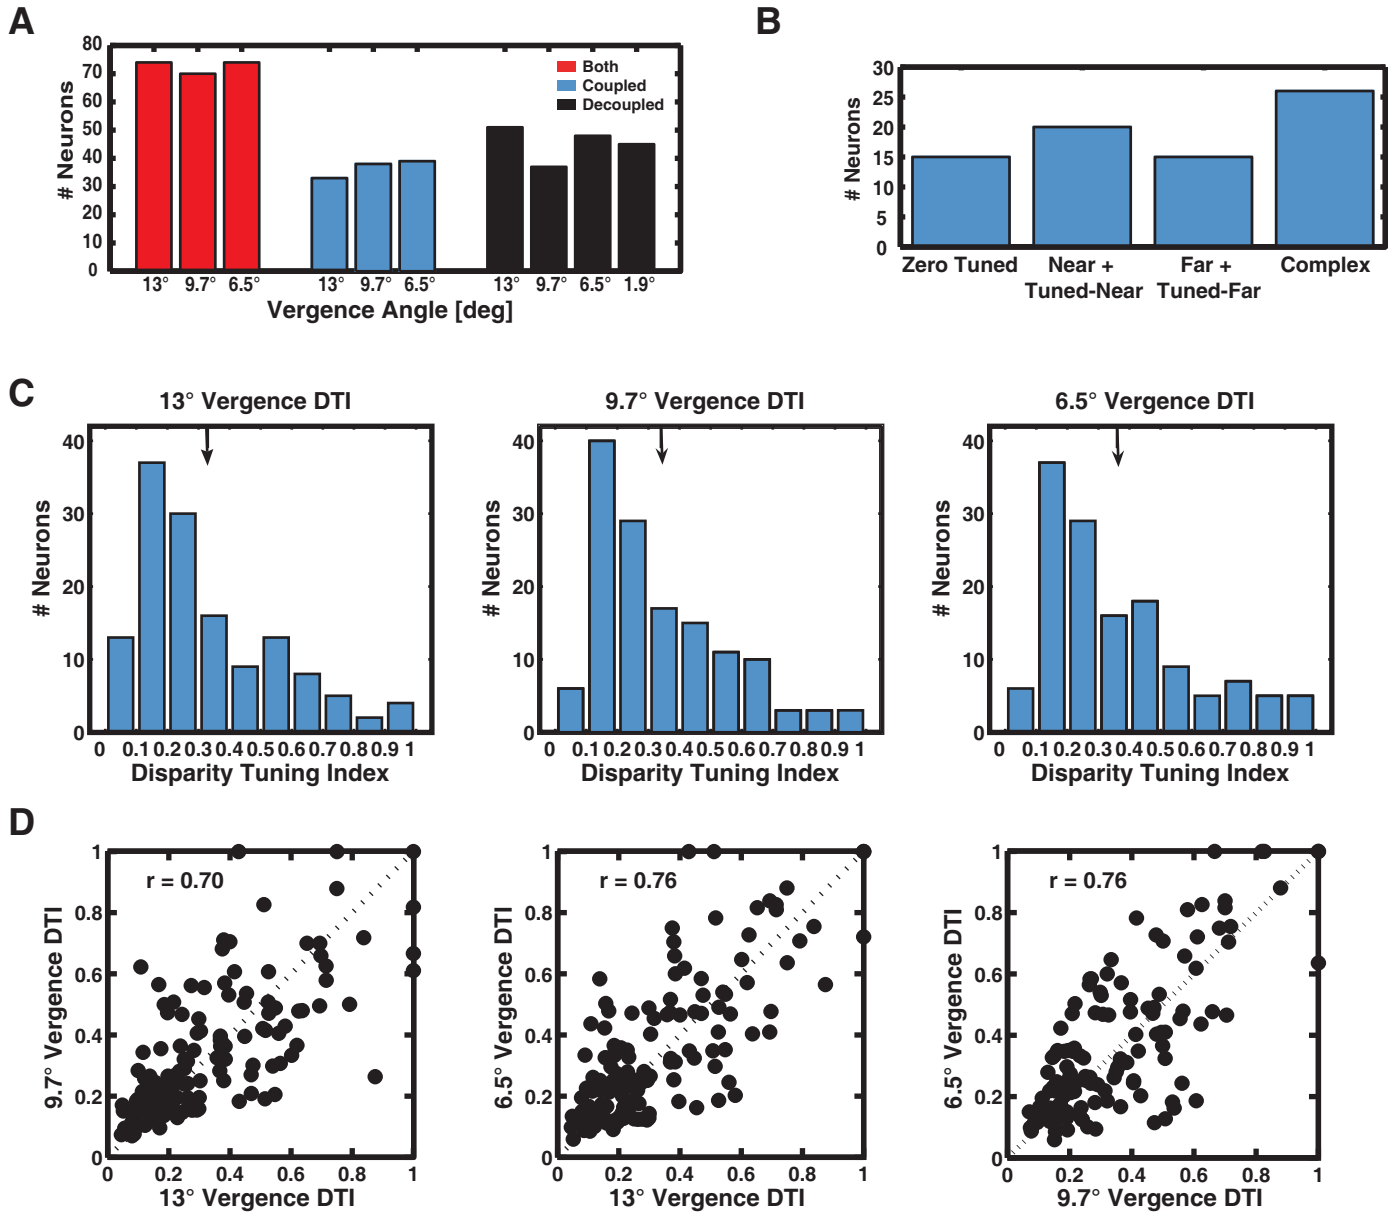 A
# Neurons
80
70
60
50
40
30
20
10
0
Both
Coupled
Decoupled
13° 9.7° 6.5° 13° 9.7° 6.5° 13° 9.7° 6.5° 1.9°
Vergence Angle [deg]
B
# Neurons
30
25
20
15
10
5
0
Zero Tuned Near + Far + Complex
Tuned-Near Tuned-Far
C
13° Vergence DTI
# Neurons
40
30
20
10
0
0 0.1 0.2 0.3 0.4 0.5 0.6 0.7 0.8 0.9 1
Disparity Tuning Index
9.7° Vergence DTI
# Neurons
40
30
20
10
0
0 0.1 0.2 0.3 0.4 0.5 0.6 0.7 0.8 0.9 1
Disparity Tuning Index
6.5° Vergence DTI
# Neurons
40
30
20
10
0
0 0.1 0.2 0.3 0.4 0.5 0.6 0.7 0.8 0.9 1
Disparity Tuning Index
D
9.7° Vergence DTI
1
0.8
0.6
0.4
0.2
0
r = 0.70
0 0.2 0.4 0.6 0.8 1
13° Vergence DTI
6.5° Vergence DTI
1
0.8
0.6
0.4
0.2
0
r = 0.76
0 0.2 0.4 0.6 0.8 1
13° Vergence DTI
6.5° Vergence DTI
1
0.8
0.6
0.4
0.2
0
r = 0.76
0 0.2 0.4 0.6 0.8 1
9.7° Vergence DTI